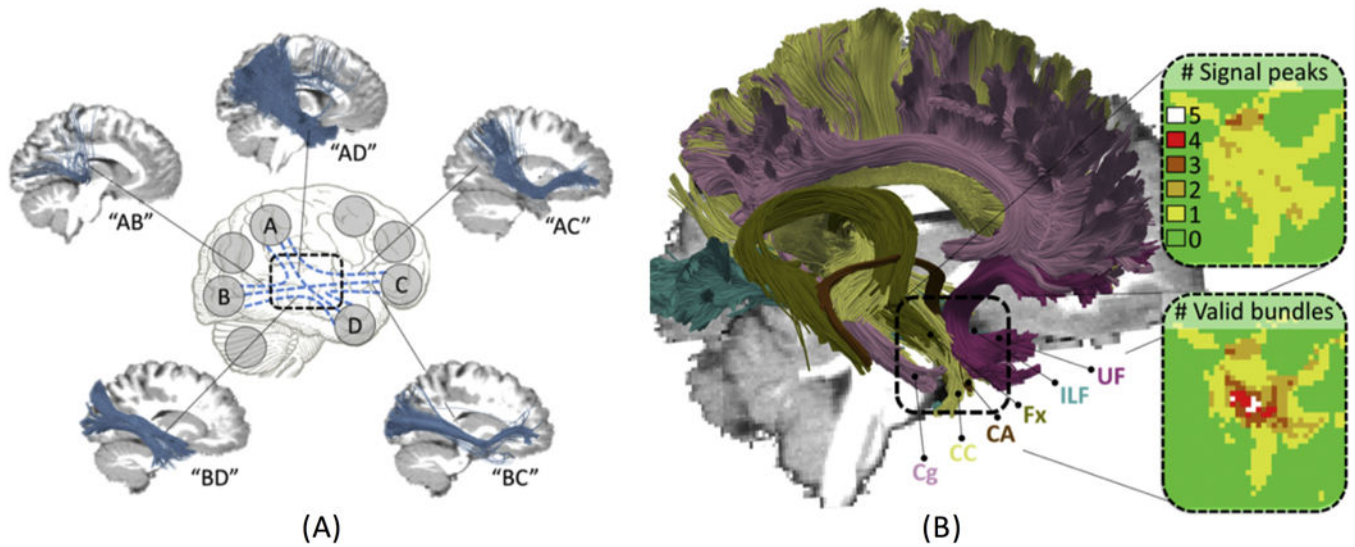 “AD”
“AB”
“AC”
A
B
C
D
“BD”
“BC”
(A)
# Signal peaks
5
4
3
2
1
0
# Valid bundles
UF
ILF
Fx
CA
CC
Cg
(B)